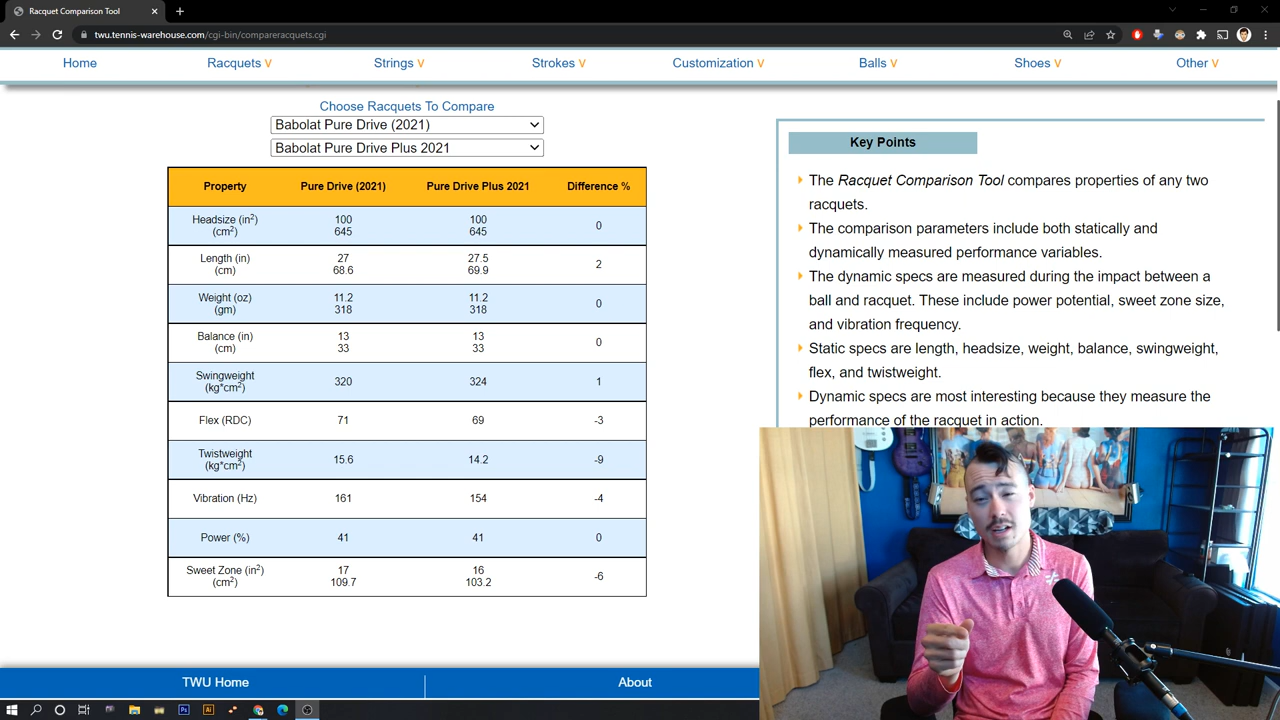 Racquet Comparison Tool
twu.tennis-warehouse.com/cgi-bin/compareracquets.cgi
Home Racquets V Strings V Strokes V Customization V Balls V Shoes V Other V
Choose Racquets To Compare
Babolat Pure Drive (2021)
Babolat Pure Drive Plus 2021
Property Pure Drive (2021) Pure Drive Plus 2021 Difference %
Headsize (in²) 100 100
(cm²) 645 645 0
Length (in) 27 27.5
(cm) 68.6 69.9 2
Weight (oz) 11.2 11.2
(gm) 318 318 0
Balance (in) 13 13
(cm) 33 33 0
Swingweight
(kg*cm²) 320 324 1
Flex (RDC) 71 69 -3
Twistweight
(kg*cm²) 15.6 14.2 -9
Vibration (Hz) 161 154 -4
Power (%) 41 41 0
Sweet Zone (in²) 17 16
(cm²) 109.7 103.2 -6
Key Points
The Racquet Comparison Tool compares properties of any two
racquets.
The comparison parameters include both statically and
dynamically measured performance variables.
The dynamic specs are measured during the impact between a
ball and racquet. These include power potential, sweet zone size,
and vibration frequency.
Static specs are length, headsize, weight, balance, swingweight,
flex, and twistweight.
Dynamic specs are most interesting because they measure the
performance of the racquet in action.
TWU Home About
Ps Ai